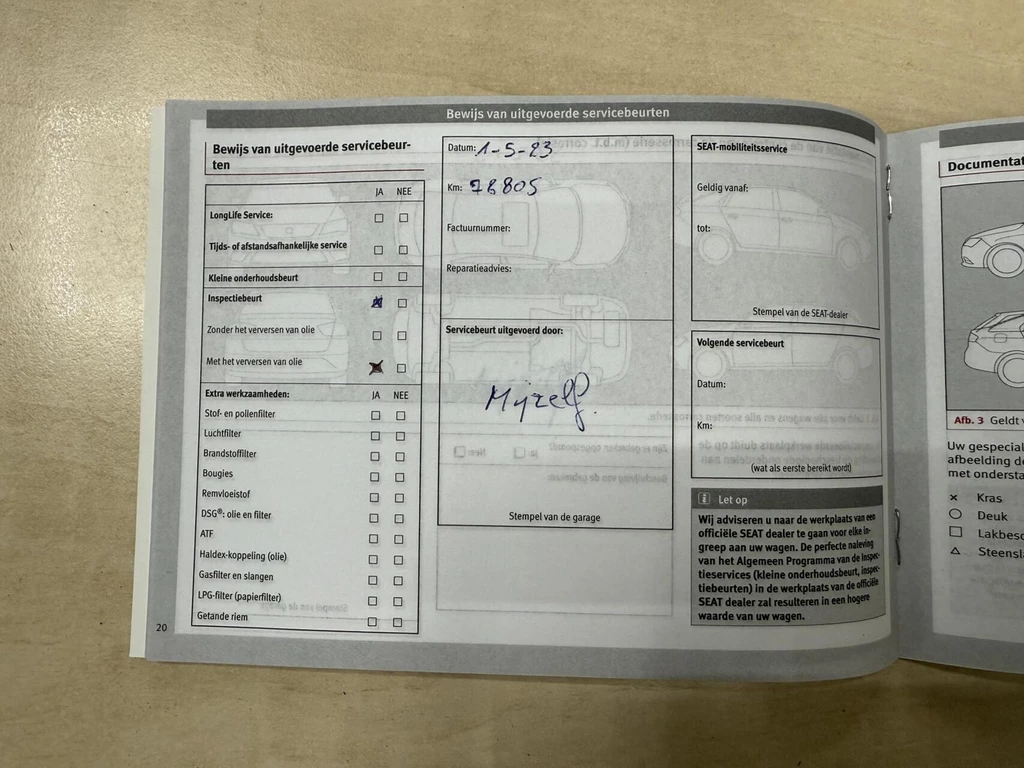 Bewijs van uitgevoerde servicebeurten
Bewijs van uitgevoerde servicebeur-
ten
JA NEE
LongLife Service:
Tijds- of afstandsafhankelijke service
Kleine onderhoudsbeurt
Inspectiebeurt
Zonder het verversen van olie
Met het verversen van olie
Extra werkzaamheden: JA NEE
Stof- en pollenfilter
Luchtfilter
Brandstoffilter
Bougies
Remvloeistof
DSG®: olie en filter
ATF
Haldex-koppeling (olie)
Gasfilter en slangen
LPG-filter (papierfilter)
Getande riem
20
Datum: 1-5-23
Km: 78805
Factuurnummer:
Reparatieadvies:
Servicebeurt uitgevoerd door:
Mijzelf.
Stempel van de garage
SEAT-mobiliteitsservice
Geldig vanaf:
tot:
Stempel van de SEAT-dealer
Volgende servicebeurt
Datum:
Km:
(wat als eerste bereikt wordt)
i Let op
Wij adviseren u naar de werkplaats van een
officiële SEAT dealer te gaan voor elke in-
greep aan uw wagen. De perfecte naleving
van het Algemeen Programma van de Inspec-
tieservices (kleine onderhoudsbeurt, inspec-
tiebeurten) in de werkplaats van de officiële
SEAT dealer zal resulteren in een hogere
waarde van uw wagen.
Documentat
Afb. 3 Geldt v
Uw gespecial
afbeelding de
met ondersta
× Kras
Deuk
Lakbesc
Steensla